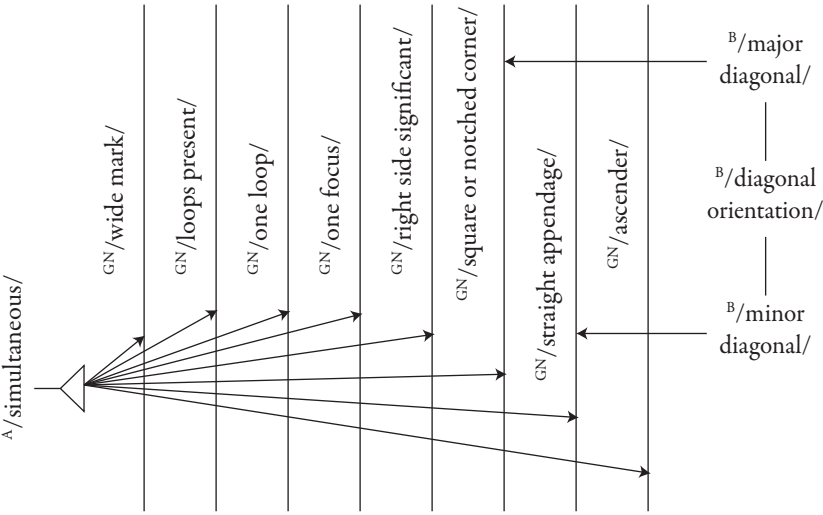 A/simultaneous/
GN/wide mark/
GN/loops present/
GN/one loop/
GN/one focus/
GN/right side significant/
GN/square or notched corner/
GN/straight appendage/
GN/ascender/
B/major
diagonal/
B/diagonal
orientation/
B/minor
diagonal/